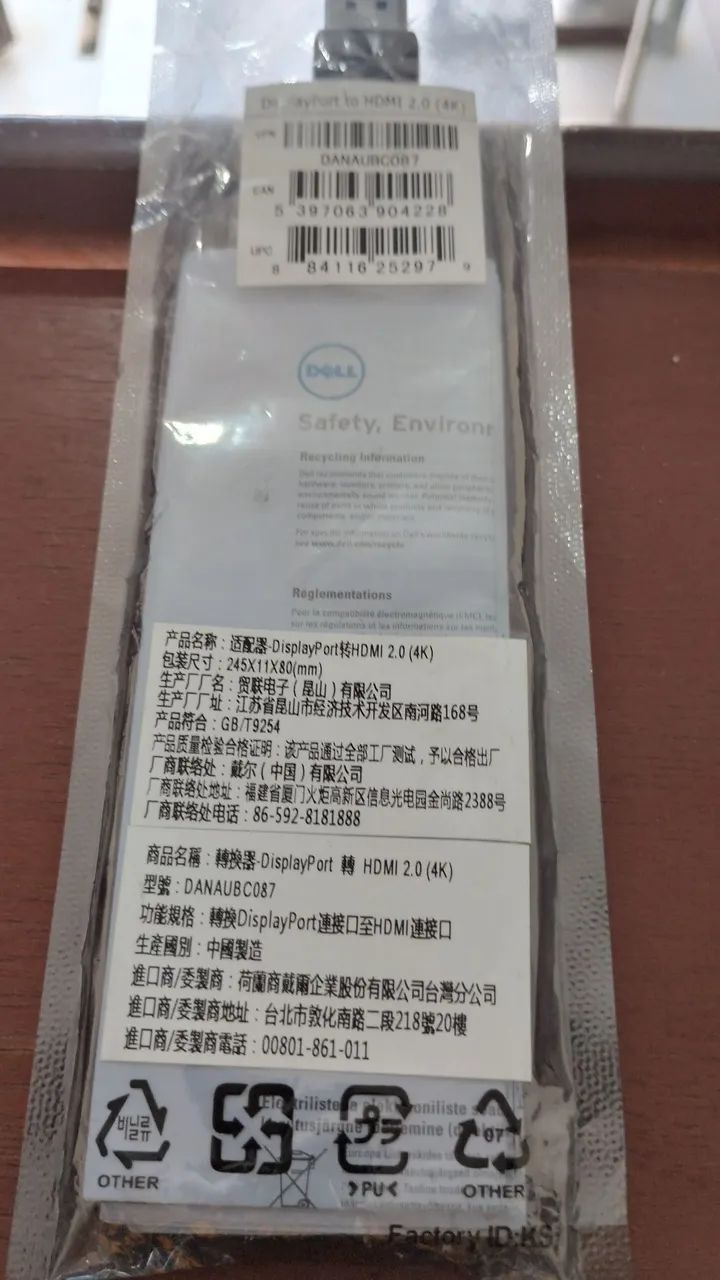 DisplayPort to HDMI 2.0 (4K)
DANAUBC087
EAN
5 397063 904228
UPC
8 84116 25297 9
DELL
Safety, Environ
Recycling Information
Réglementations
Pour la compatibilité électromagnétique (EMC),
产品名称：适配器-DisplayPort转HDMI 2.0 (4K)
包装尺寸：245X11X80(mm)
生产厂厂名：贸联电子（昆山）有限公司
生产厂厂址：江苏省昆山市经济技术开发区南河路168号
产品符合：GB/T9254
产品质量检验合格证明：该产品通过全部工厂测试，予以合格出厂
厂商联络处：戴尔（中国）有限公司
厂商联络处地址：福建省厦门火炬高新区信息光电园金尚路2388号
厂商联络处电话：86-592-8181888
商品名稱：轉換器-DisplayPort 轉 HDMI 2.0 (4K)
型號：DANAUBC087
功能規格：轉換DisplayPort連接口至HDMI連接口
生產國別：中國製造
進口商/委製商：荷蘭商戴爾企業股份有限公司台灣分公司
進口商/委製商地址：台北市敦化南路二段218號20樓
進口商/委製商電話：00801-861-011
비닐류
07
OTHER
>PU<
OTHER
Factory ID:KS